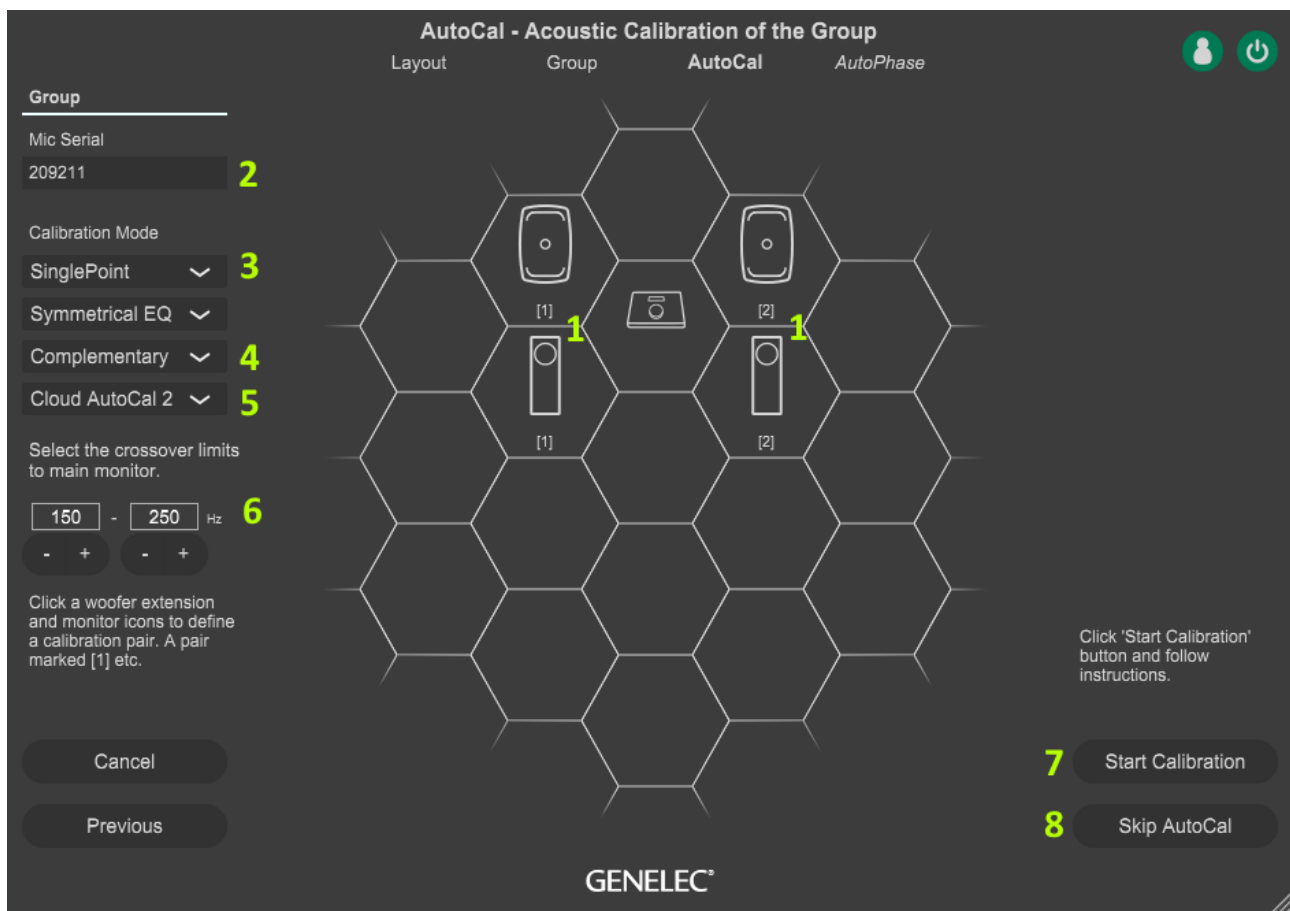 AutoCal - Acoustic Calibration of the Group
Layout Group AutoCal AutoPhase
Group
Mic Serial
209211 2
Calibration Mode
SinglePoint 3
Symmetrical EQ
Complementary 4
Cloud AutoCal 2 5
Select the crossover limits
to main monitor.
150 - 250 Hz 6
- + - +
Click a woofer extension
and monitor icons to define
a calibration pair. A pair
marked [1] etc.
Cancel
Previous
[1] 1 [2] 1
[1] [2]
Click 'Start Calibration'
button and follow
instructions.
7 Start Calibration
8 Skip AutoCal
GENELEC®